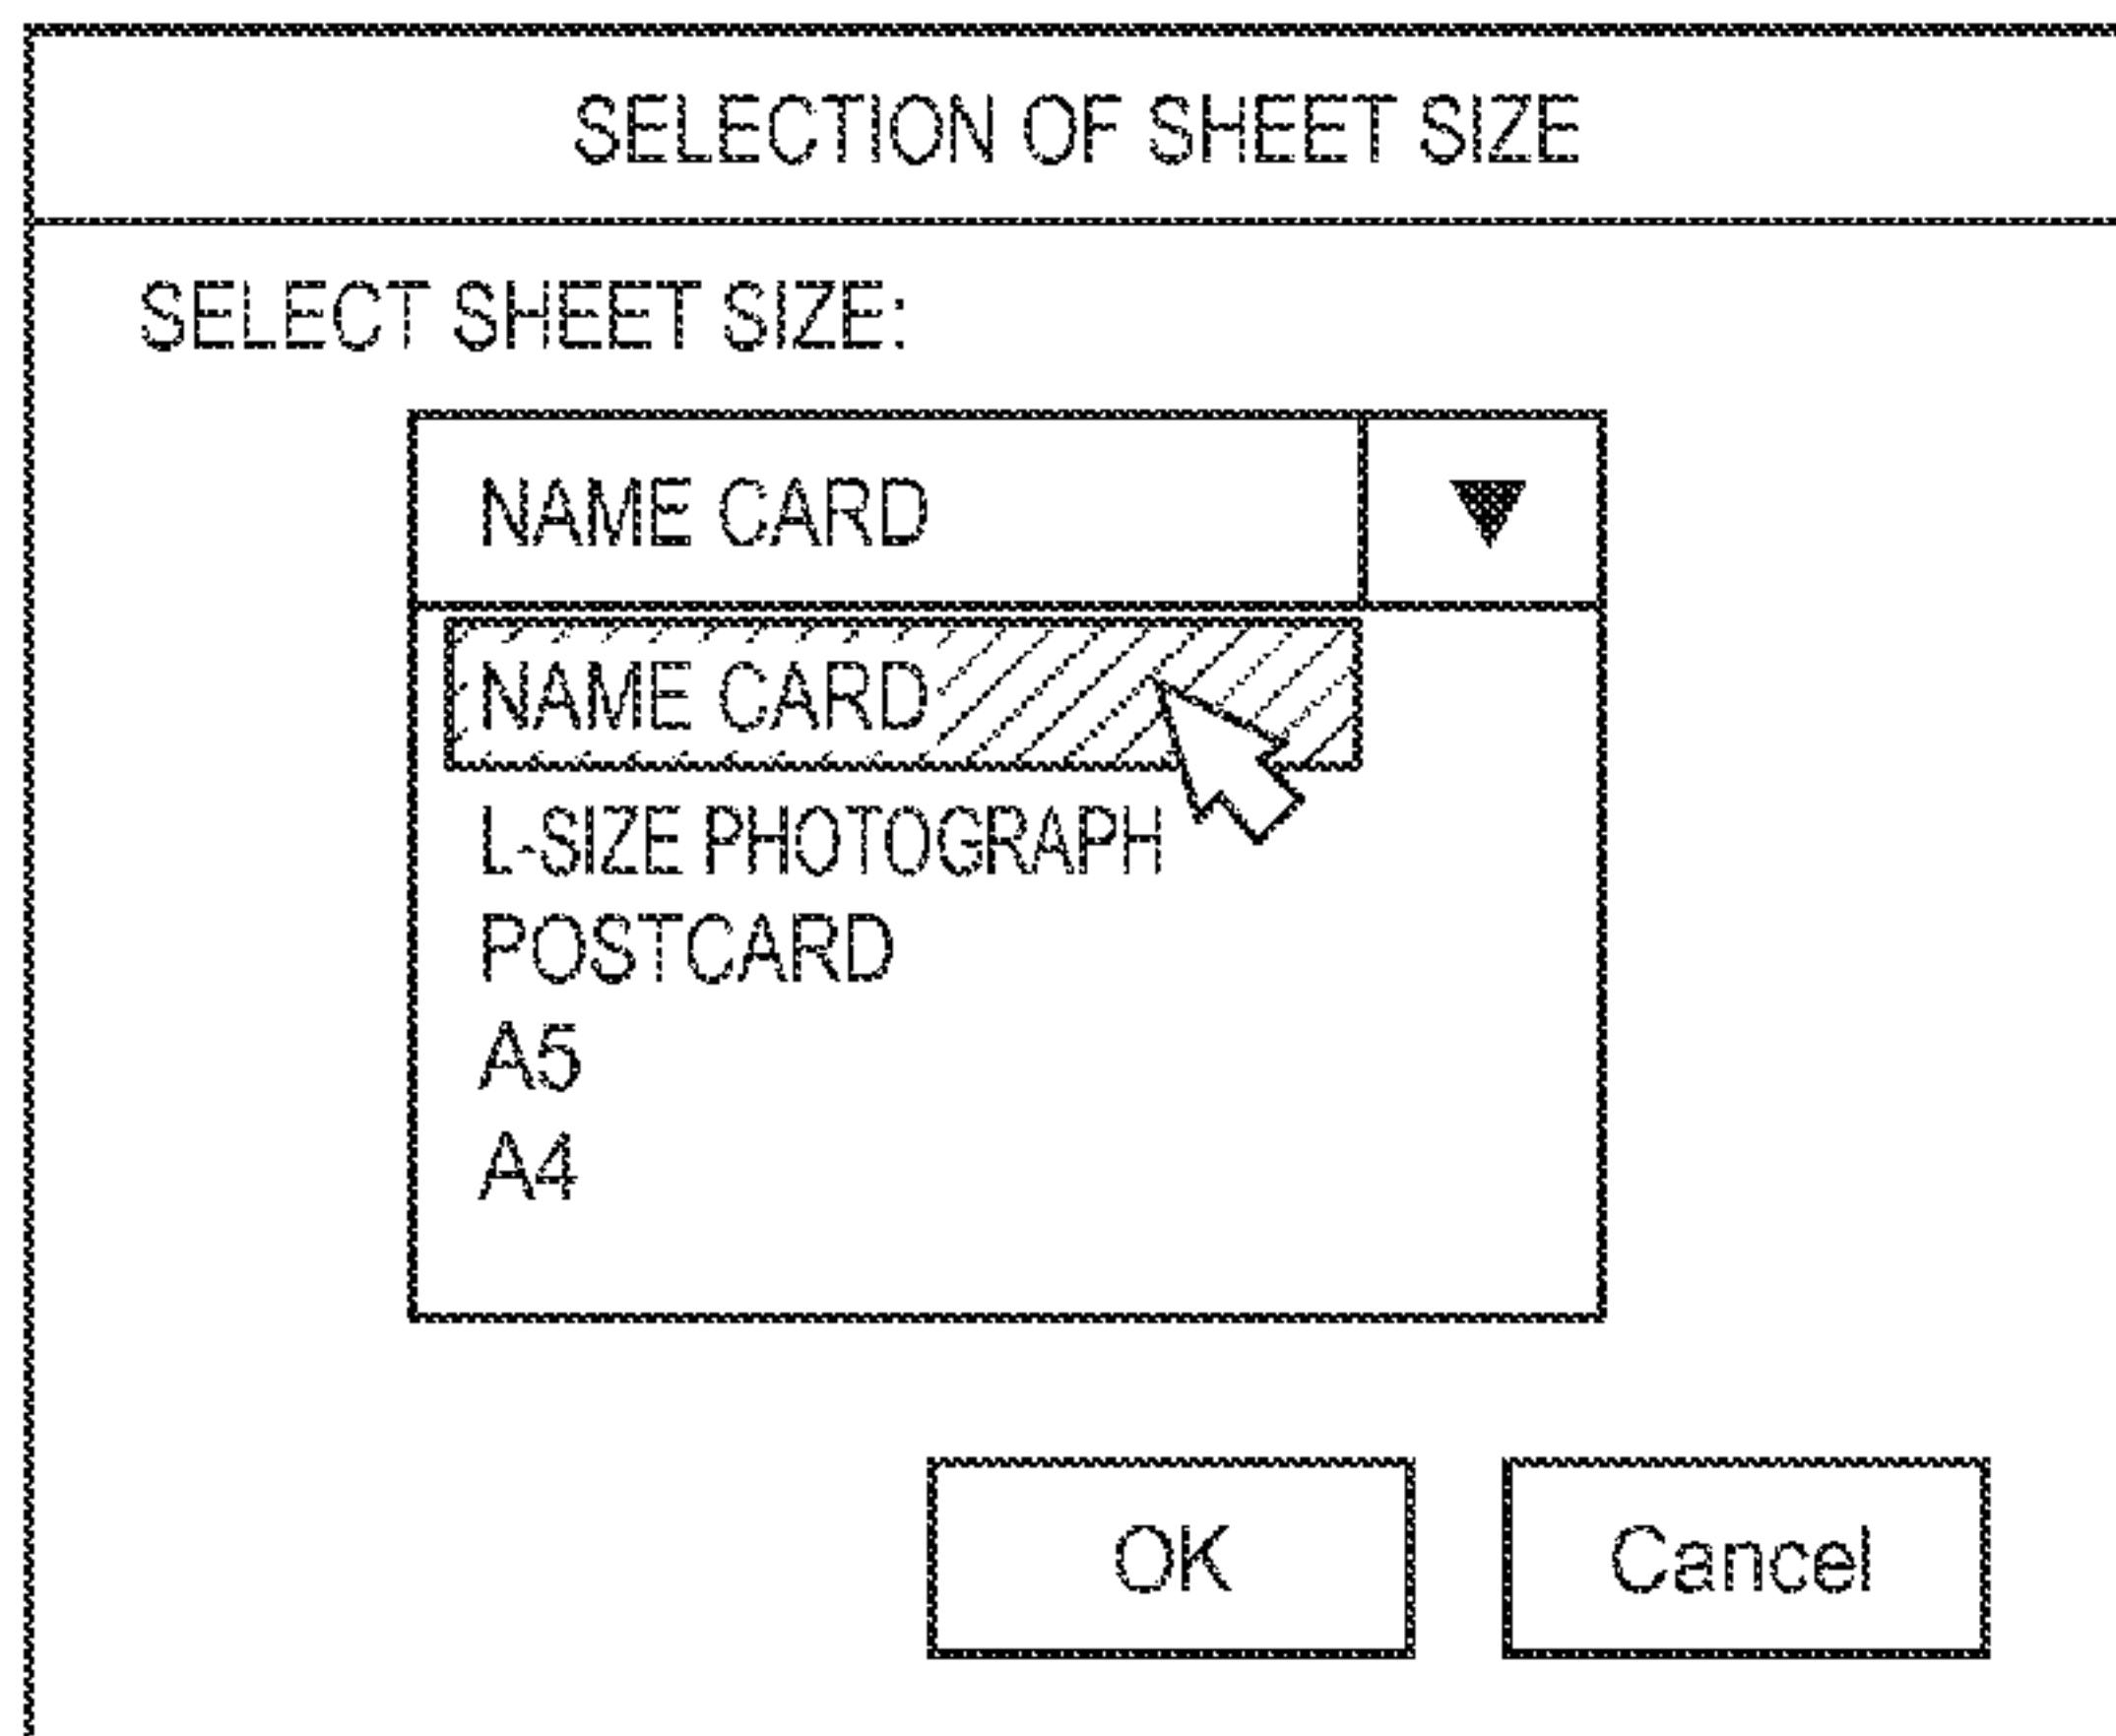 SELECTION OF SHEET SIZE
SELECT SHEET SIZE:
NAME CARD
NAME CARD
L-SIZE PHOTOGRAPH
POSTCARD
A5
A4
OK
Cancel